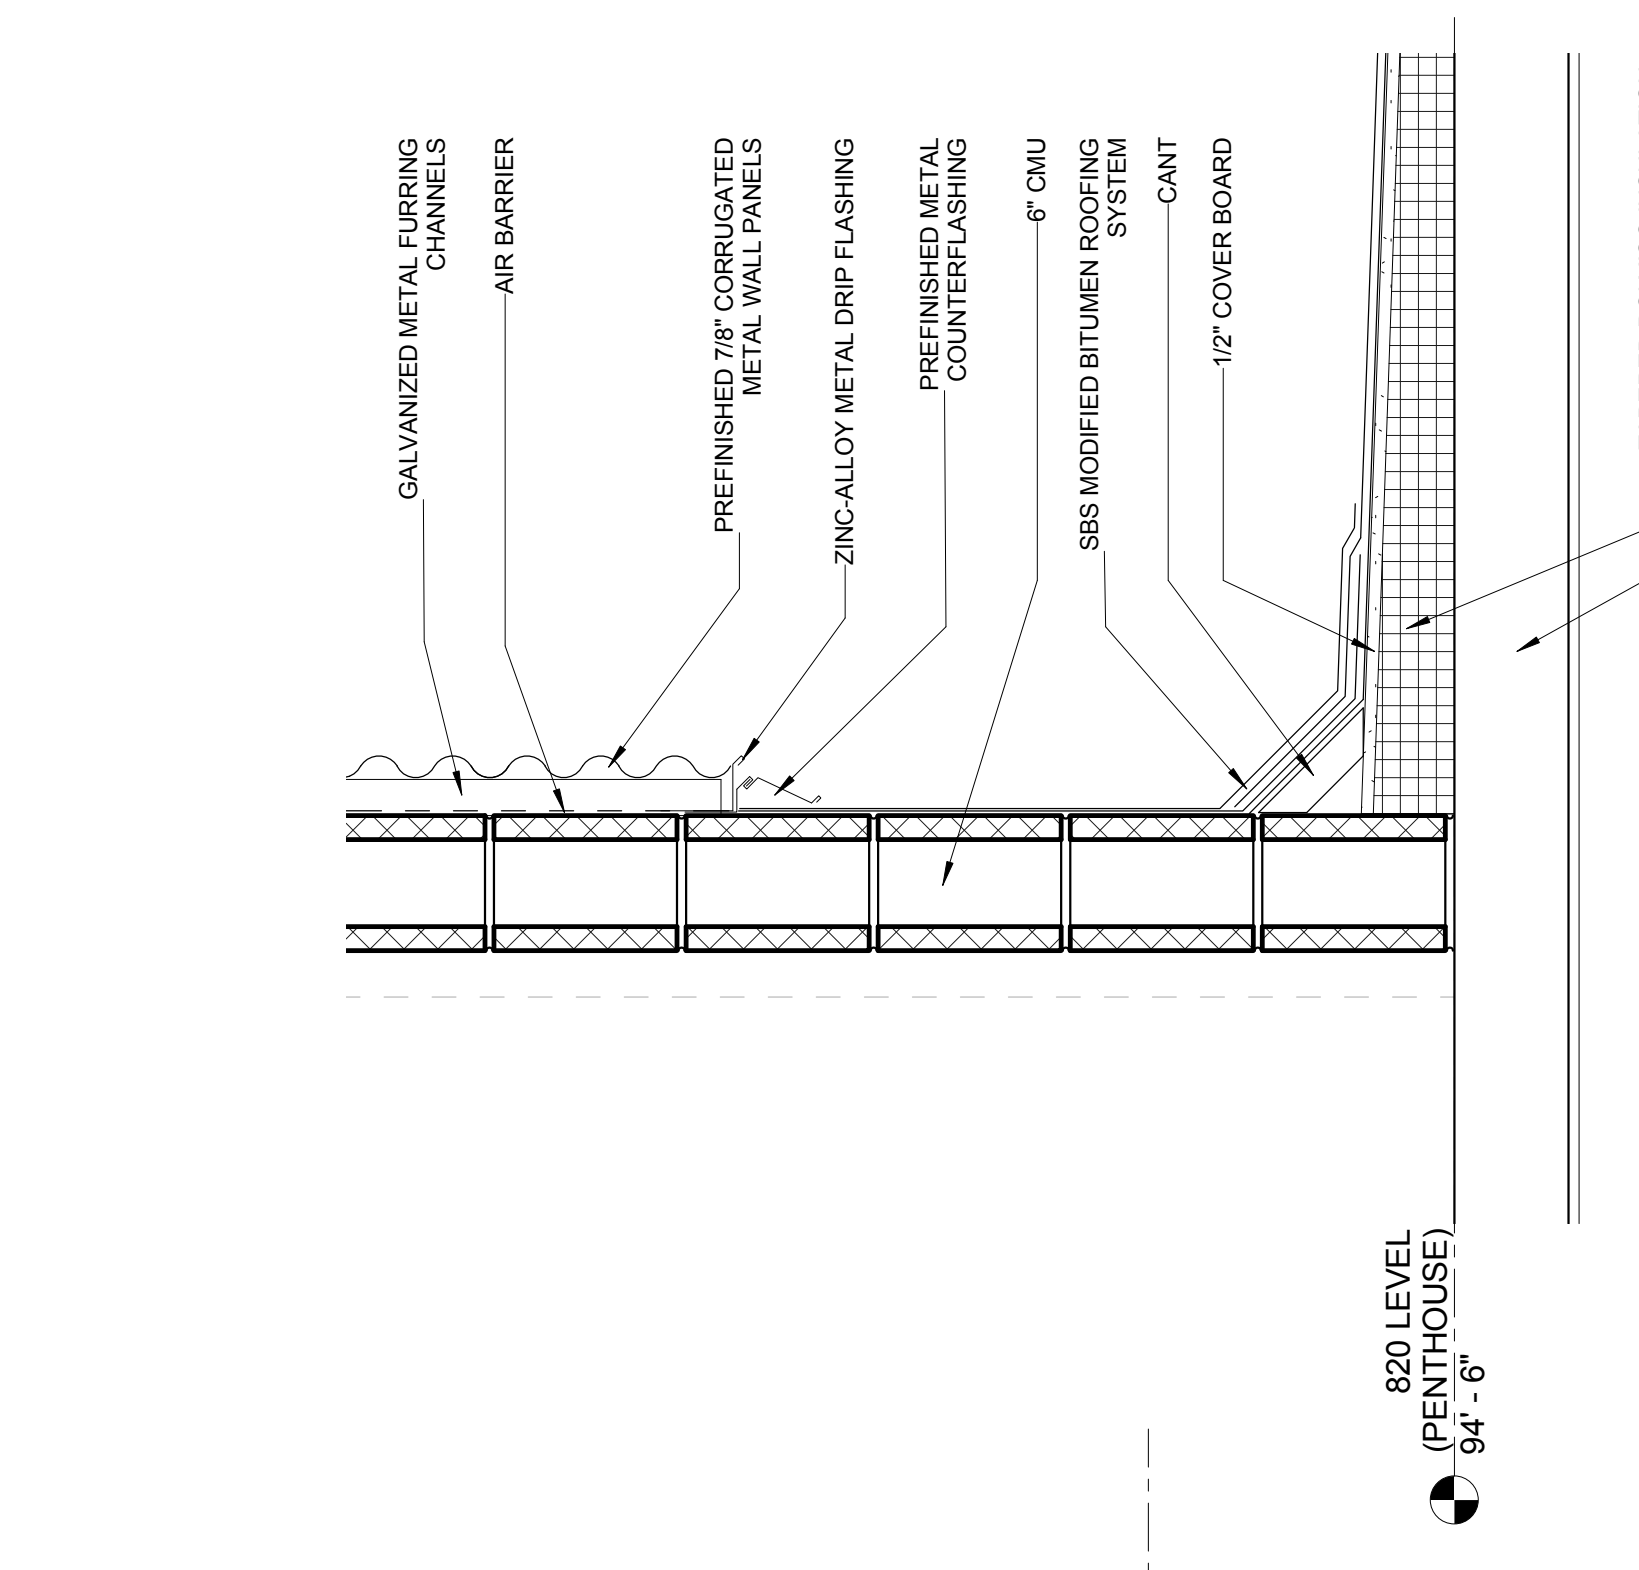 GALVANIZED METAL FURRING
CHANNELS
AIR BARRIER
PREFINISHED 7/8" CORRUGATED
METAL WALL PANELS
ZINC-ALLOY METAL DRIP FLASHING
PREFINISHED METAL
COUNTERFLASHING
6" CMU
SBS MODIFIED BITUMEN ROOFING
SYSTEM
CANT
1/2" COVER BOARD
820 LEVEL
(PENTHOUSE)
94' - 6"